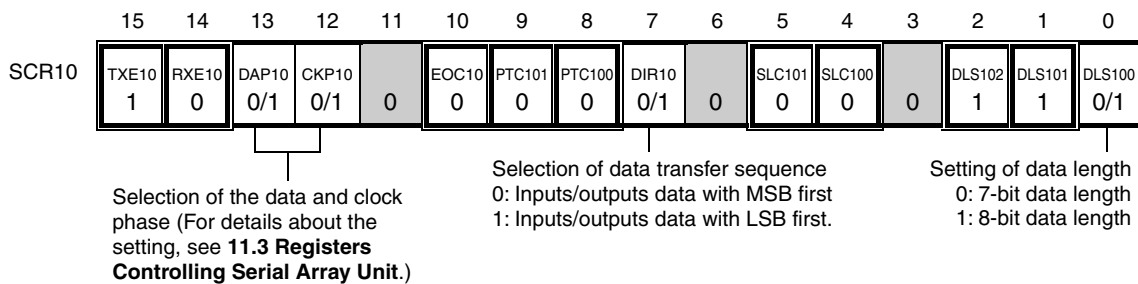 15 14 13 12 11 10 9 8 7 6 5 4 3 2 1 0
SCR10 TXE10 RXE10 DAP10 CKP10 EOC10 PTC101 PTC100 DIR10 SLC101 SLC100 DLS102 DLS101 DLS100
1 0 0/1 0/1 0 0 0 0 0/1 0 0 0 0 1 1 0/1
Selection of the data and clock
phase (For details about the
setting, see 11.3 Registers
Controlling Serial Array Unit.)
Selection of data transfer sequence
0: Inputs/outputs data with MSB first
1: Inputs/outputs data with LSB first.
Setting of data length
0: 7-bit data length
1: 8-bit data length